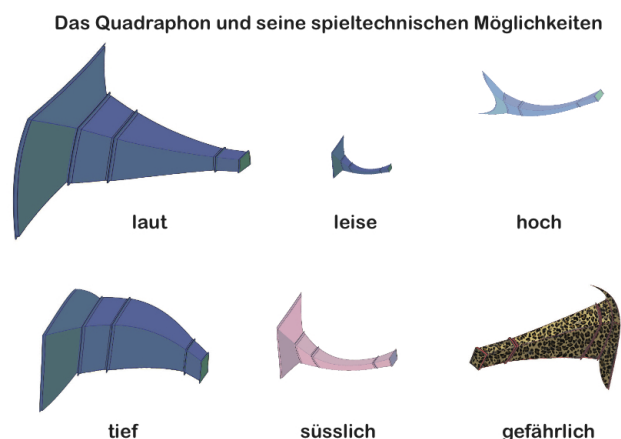 Das Quadraphon und seine spieltechnischen Möglichkeiten
laut
leise
hoch
tief
süsslich
gefährlich